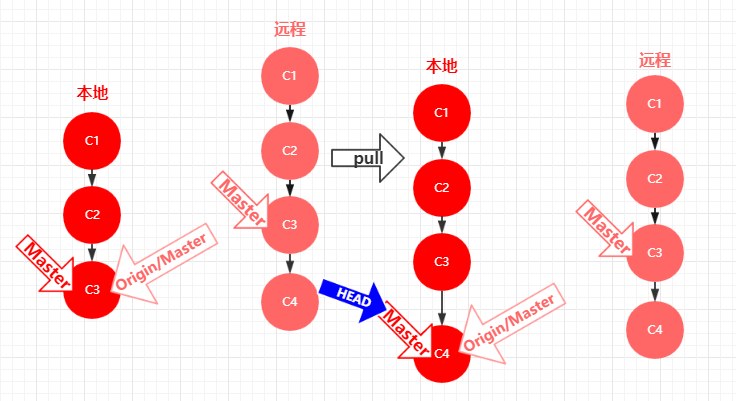 本地
C1
C2
C3
Master
Origin/Master
远程
C1
C2
C3
C4
Master
pull
本地
C1
C2
C3
C4
HEAD
Master
Origin/Master
远程
C1
C2
C3
C4
Master